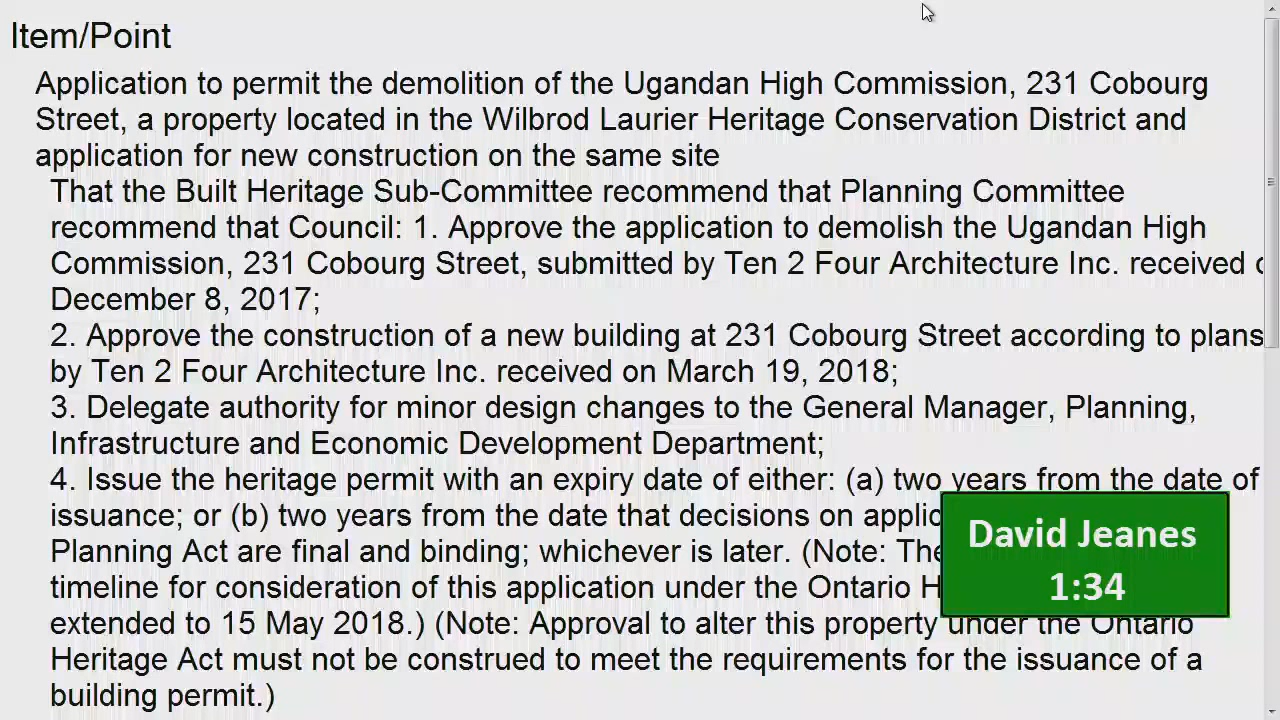 Item/Point
Application to permit the demolition of the Ugandan High Commission, 231 Cobourg
Street, a property located in the Wilbrod Laurier Heritage Conservation District and
application for new construction on the same site
That the Built Heritage Sub-Committee recommend that Planning Committee
recommend that Council: 1. Approve the application to demolish the Ugandan High
Commission, 231 Cobourg Street, submitted by Ten 2 Four Architecture Inc. received
December 8, 2017;
2. Approve the construction of a new building at 231 Cobourg Street according to plans
by Ten 2 Four Architecture Inc. received on March 19, 2018;
3. Delegate authority for minor design changes to the General Manager, Planning,
Infrastructure and Economic Development Department;
4. Issue the heritage permit with an expiry date of either: (a) two years from the date of
issuance; or (b) two years from the date that decisions on
Planning Act are final and binding; whichever is later. (Note:
timeline for consideration of this application under the Ontario
extended to 15 May 2018.) (Note: Approval to alter this property under the Ontario
Heritage Act must not be construed to meet the requirements for the issuance of a
building permit.)
David Jeanes
1:34